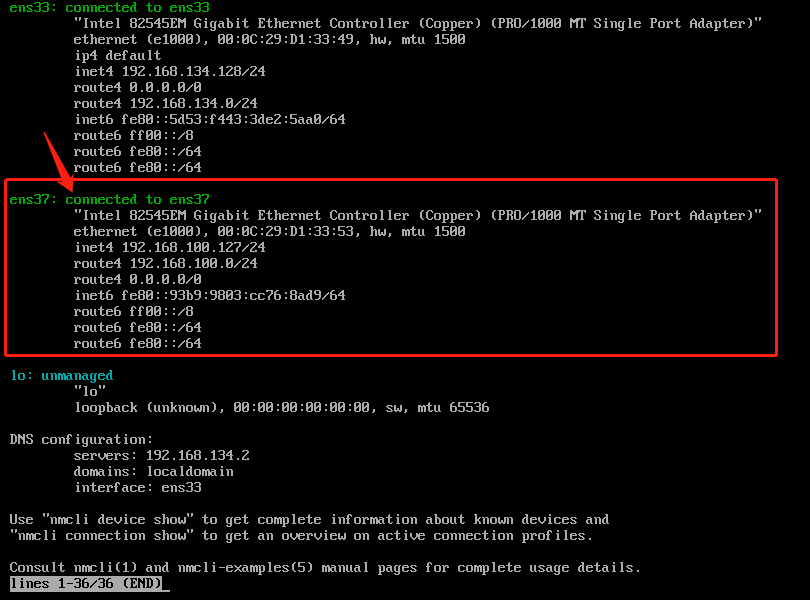 ens33: connected to ens33
"Intel 82545EM Gigabit Ethernet Controller (Copper) (PRO/1000 MT Single Port Adapter)"
ethernet (e1000), 00:0C:29:D1:33:49, hw, mtu 1500
ip4 default
inet4 192.168.134.128/24
route4 0.0.0.0/0
route4 192.168.134.0/24
inet6 fe80::5d53:f443:3de2:5aa0/64
route6 ff00::/8
route6 fe80::/64
route6 fe80::/64
ens37: connected to ens37
"Intel 82545EM Gigabit Ethernet Controller (Copper) (PRO/1000 MT Single Port Adapter)"
ethernet (e1000), 00:0C:29:D1:33:53, hw, mtu 1500
inet4 192.168.100.127/24
route4 192.168.100.0/24
route4 0.0.0.0/0
inet6 fe80::93b9:9803:cc76:8ad9/64
route6 ff00::/8
route6 fe80::/64
route6 fe80::/64
lo: unmanaged
"lo"
loopback (unknown), 00:00:00:00:00:00, sw, mtu 65536
DNS configuration:
servers: 192.168.134.2
domains: localdomain
interface: ens33
Use "nmcli device show" to get complete information about known devices and
"nmcli connection show" to get an overview on active connection profiles.
Consult nmcli(1) and nmcli-examples(5) manual pages for complete usage details.
lines 1-36/36 (END)